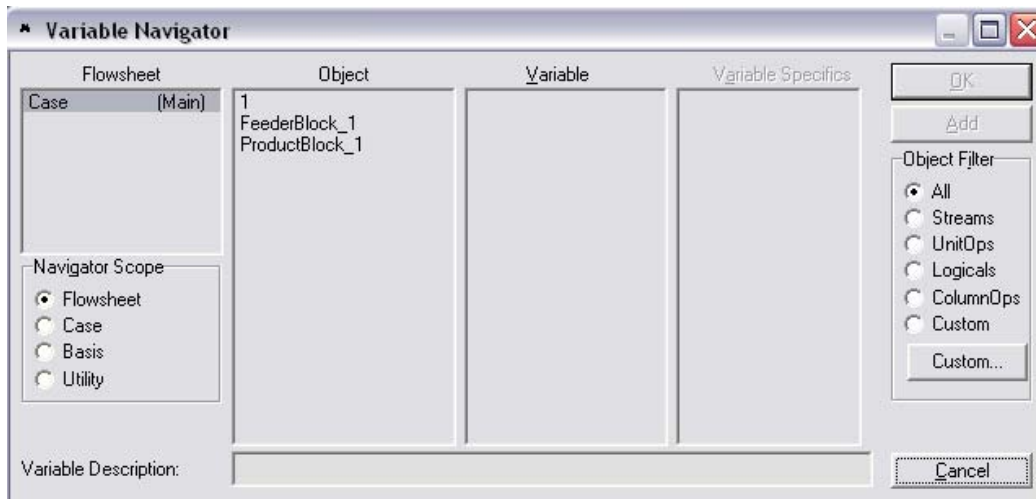 Variable Navigator
Flowsheet
Object
Variable
Variable Specifics
OK
Case (Main)
1
FeederBlock_1
ProductBlock_1
Add
Object Filter
All
Streams
UnitOps
Logicals
ColumnOps
Custom
Custom...
Navigator Scope
Flowsheet
Case
Basis
Utility
Variable Description:
Cancel